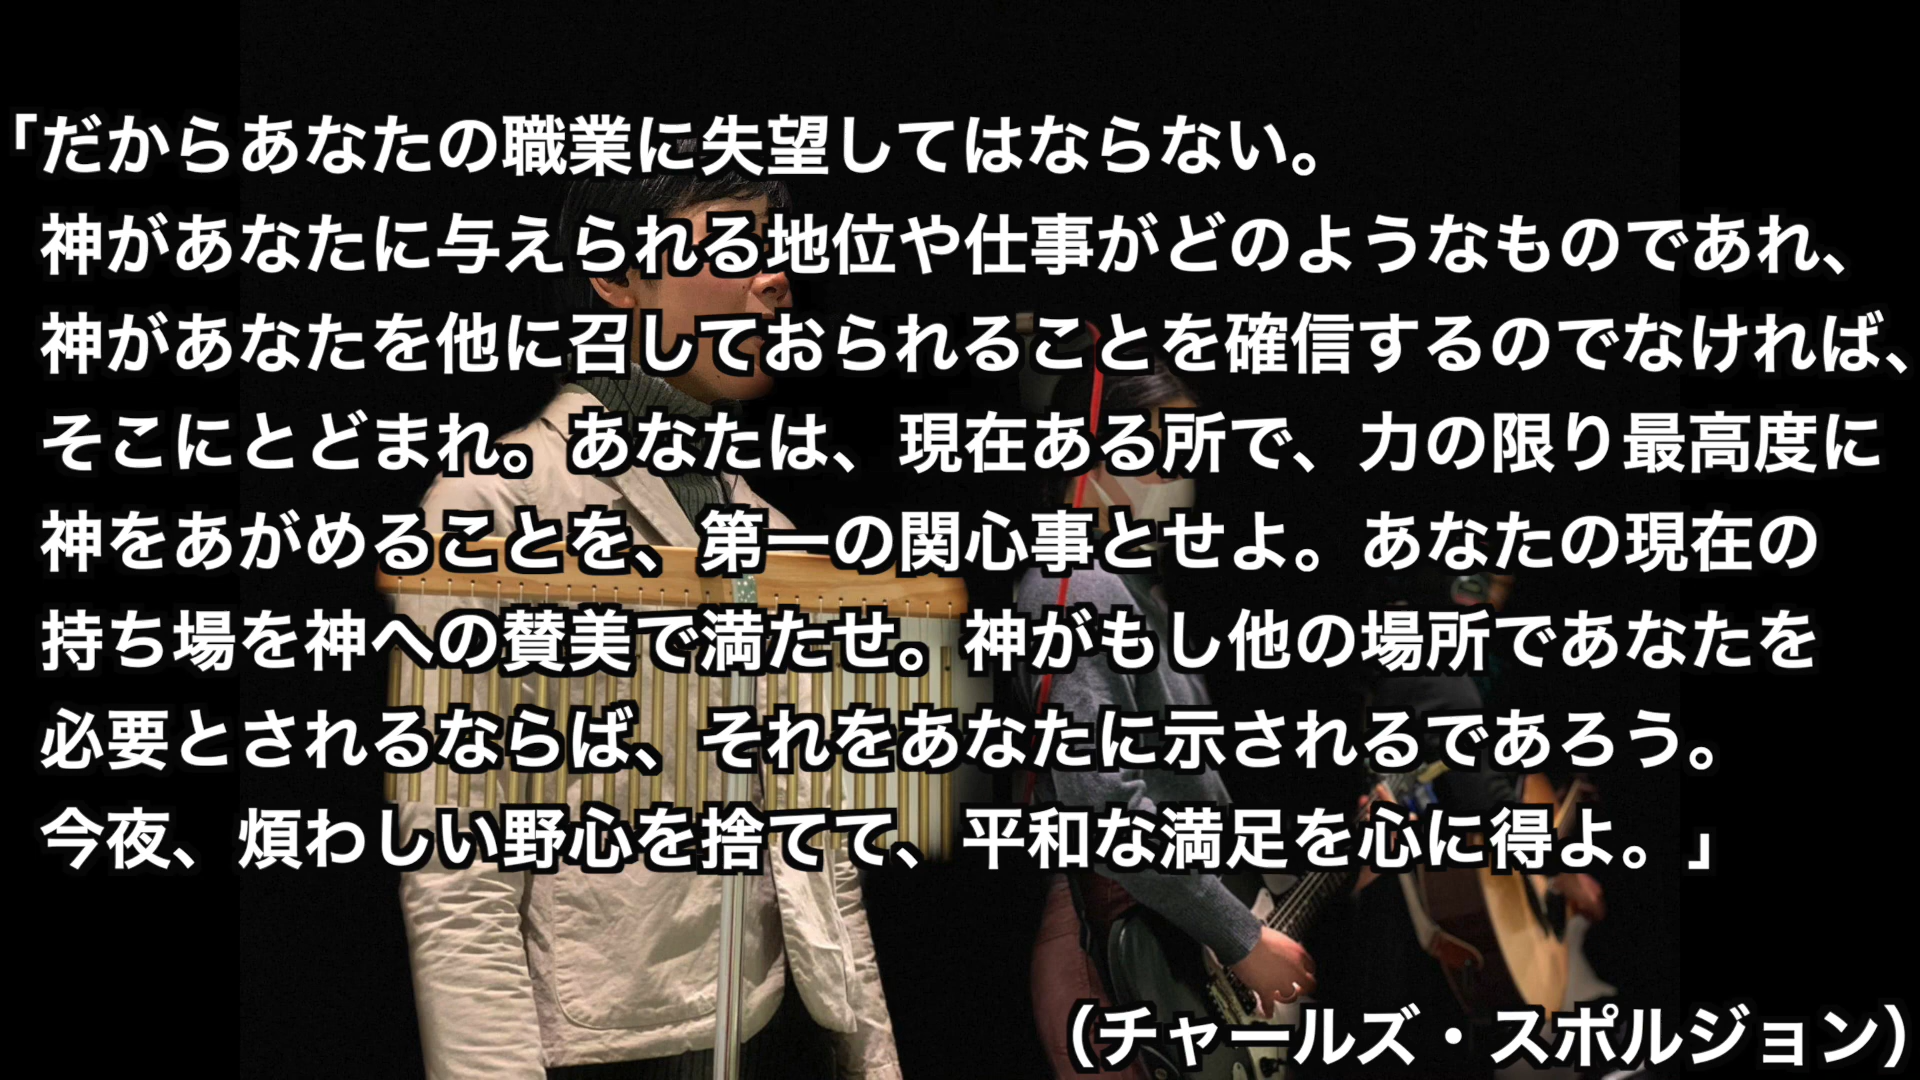 「だからあなたの職業に失望してはならない。
神があなたに与えられる地位や仕事がどのようなものであれ、
神があなたを他に召しておられることを確信するのでなければ、
そこにとどまれ。あなたは、現在ある所で、力の限り最高度に
神をあがめることを、第一の関心事とせよ。あなたの現在の
持ち場を神への賛美で満たせ。神がもし他の場所であなたを
必要とされるならば、それをあなたに示されるであろう。
今夜、煩わしい野心を捨てて、平和な満足を心に得よ。」
（チャールズ・スポルジョン）